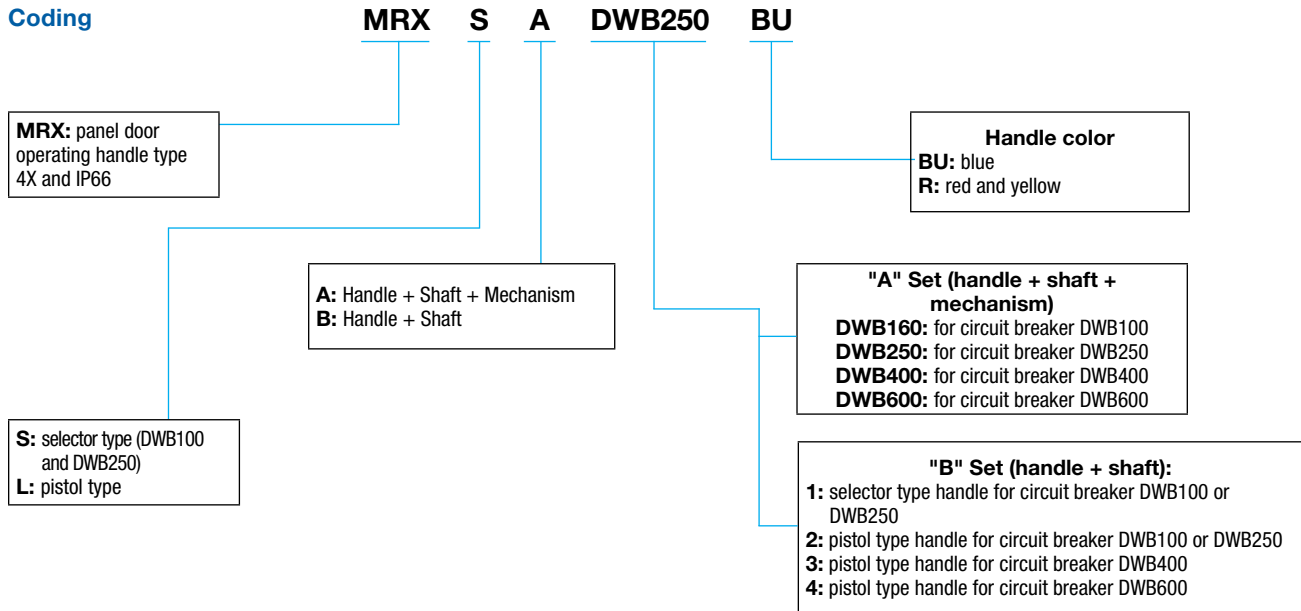 Coding
MRX S A DWB250 BU
MRX: panel door
operating handle type
4X and IP66
Handle color
BU: blue
R: red and yellow
A: Handle + Shaft + Mechanism
B: Handle + Shaft
"A" Set (handle + shaft +
mechanism)
DWB160: for circuit breaker DWB100
DWB250: for circuit breaker DWB250
DWB400: for circuit breaker DWB400
DWB600: for circuit breaker DWB600
S: selector type (DWB100
and DWB250)
L: pistol type
"B" Set (handle + shaft):
1: selector type handle for circuit breaker DWB100 or
DWB250
2: pistol type handle for circuit breaker DWB100 or DWB250
3: pistol type handle for circuit breaker DWB400
4: pistol type handle for circuit breaker DWB600